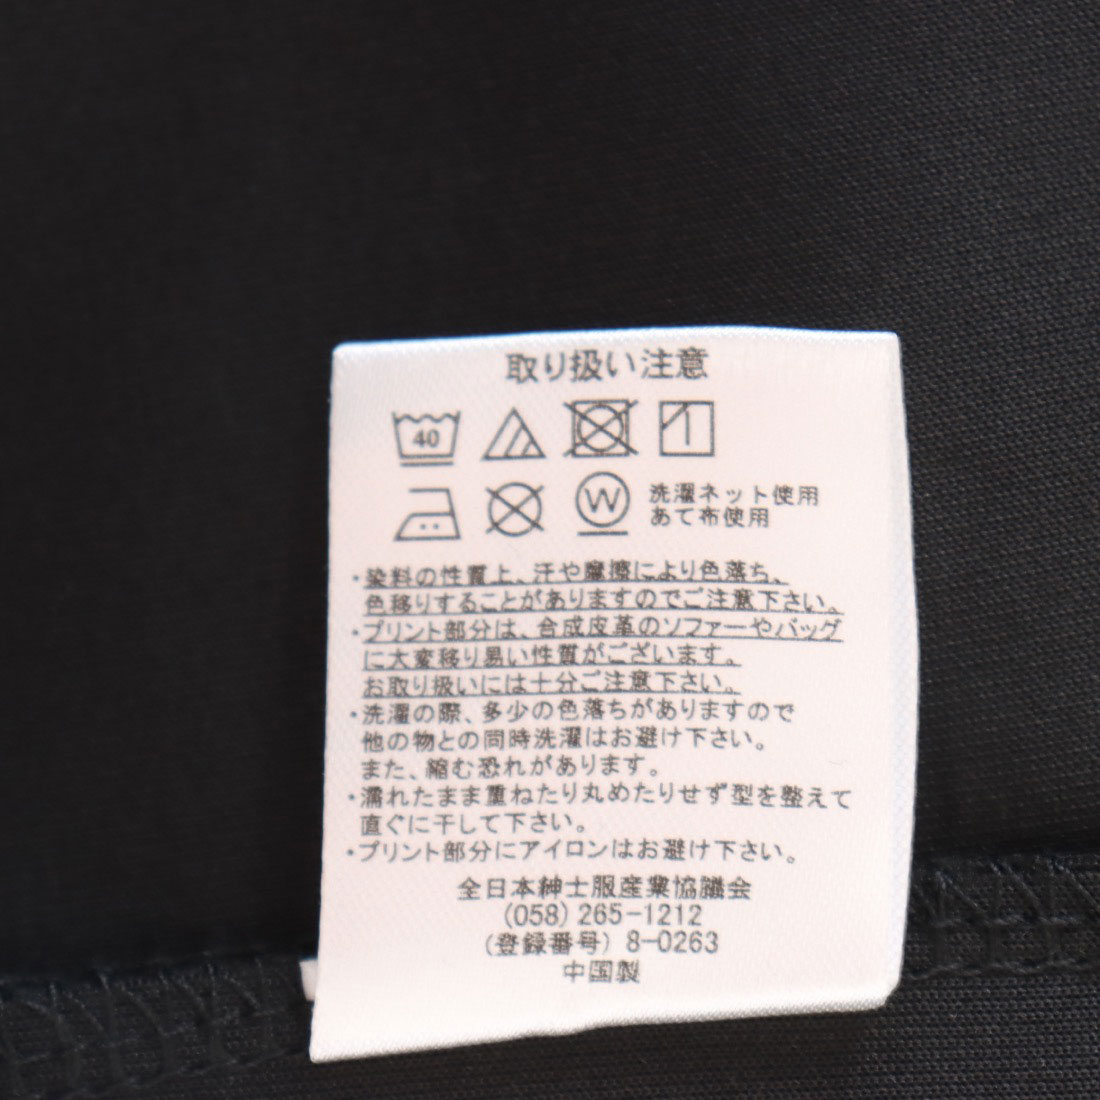 取り扱い注意
40
W 洗濯ネット使用
あて布使用
・染料の性質上、汗や摩擦により色落ち、
色移りすることがありますのでご注意下さい。
・プリント部分は、合成皮革のソファーやバッグ
に大変移り易い性質がございます。
お取り扱いには十分ご注意下さい。
・洗濯の際、多少の色落ちがありますので
他の物との同時洗濯はお避け下さい。
また、縮む恐れがあります。
・濡れたまま重ねたり丸めたりせず型を整えて
直ぐに干して下さい。
・プリント部分にアイロンはお避け下さい。
全日本紳士服産業協議会
(058)265-1212
(登録番号) 8-0263
中国製